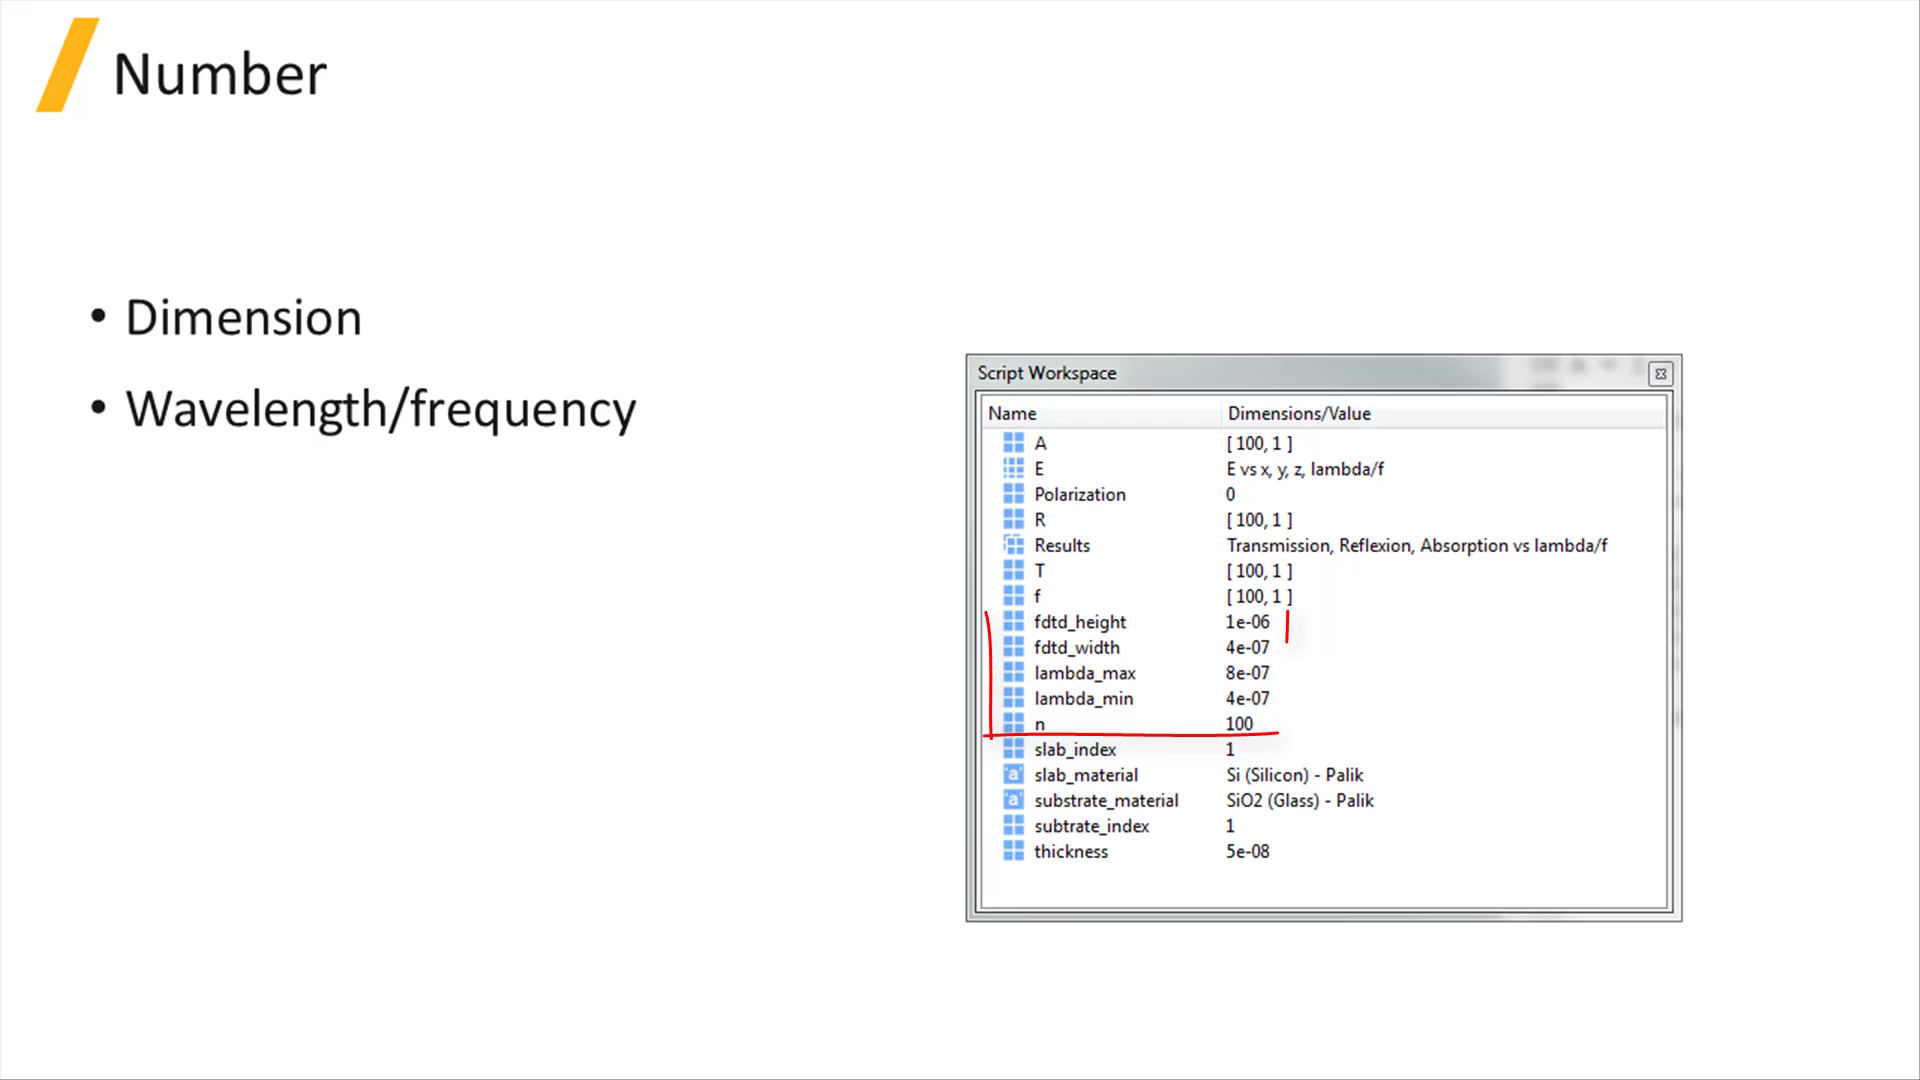 Number
• Dimension
• Wavelength/frequency
Script Workspace
Name Dimensions/Value
A [ 100, 1 ]
E E vs x, y, z, lambda/f
Polarization 0
R [ 100, 1 ]
Results Transmission, Reflexion, Absorption vs lambda/f
T [ 100, 1 ]
f [ 100, 1 ]
fdtd_height 1e-06
fdtd_width 4e-07
lambda_max 8e-07
lambda_min 4e-07
n 100
slab_index 1
'a' slab_material Si (Silicon) - Palik
'a' substrate_material SiO2 (Glass) - Palik
subtrate_index 1
thickness 5e-08